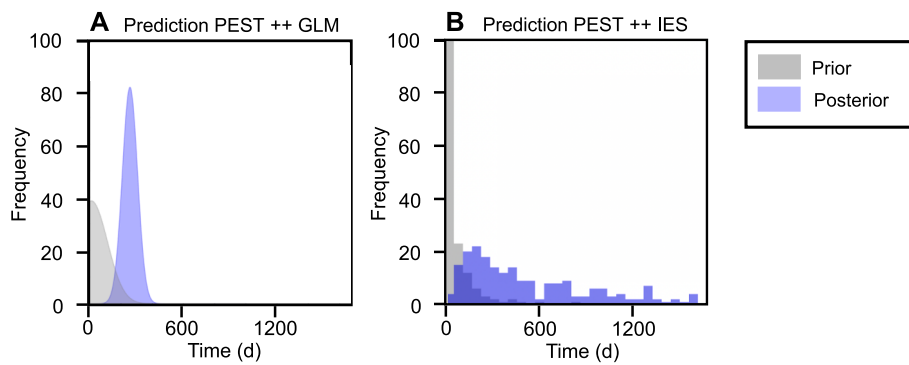 A Prediction PEST ++ GLM
100
80
60
40
20
0
Frequency
0 600 1200
Time (d)
B Prediction PEST ++ IES
100
80
60
40
20
0
Frequency
0 600 1200
Time (d)
Prior
Posterior